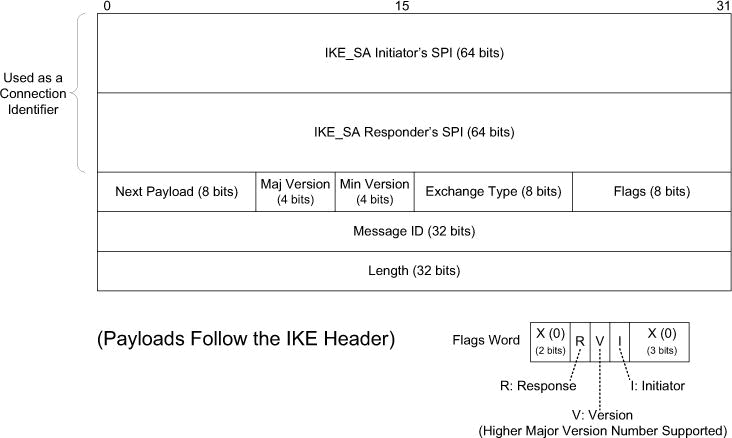 0 15 31
Used as a
Connection
Identifier
IKE_SA Initiator's SPI (64 bits)
IKE_SA Responder's SPI (64 bits)
Next Payload (8 bits)
Maj Version
(4 bits)
Min Version
(4 bits)
Exchange Type (8 bits)
Flags (8 bits)
Message ID (32 bits)
Length (32 bits)
(Payloads Follow the IKE Header)
Flags Word
X (0)
(2 bits)
R
V
I
X (0)
(3 bits)
R: Response
I: Initiator
V: Version
(Higher Major Version Number Supported)